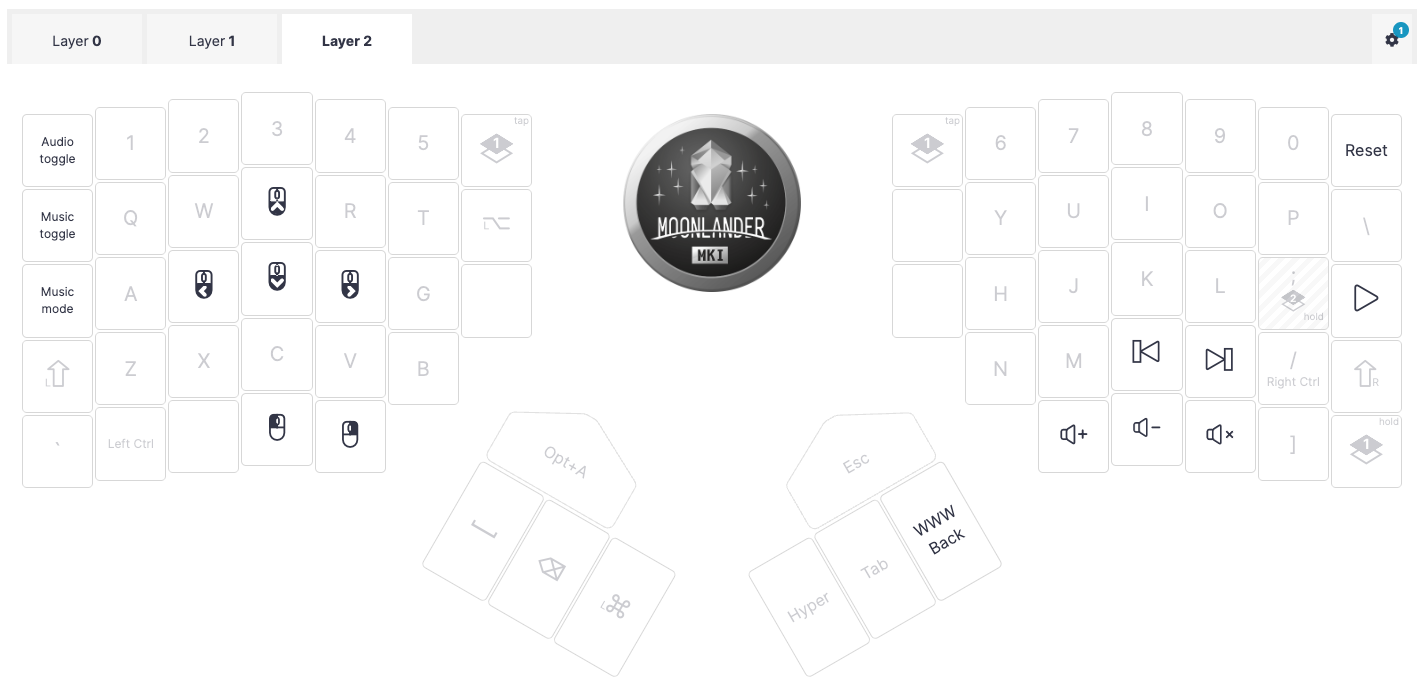 Layer 0
Layer 1
Layer 2
1
Audio
toggle
1
2
3
4
5
tap
1
tap
1
6
7
8
9
0
Reset
Music
toggle
Q
W
R
T
Y
U
I
O
P
\
MOONLANDER
MKI
Music
mode
A
G
H
J
K
L
;
2
hold
L
Z
X
C
V
B
N
M
/
Right Ctrl
R
`
Left Ctrl
]
hold
1
Opt+A
Esc
[
L
Hyper
Tab
WWW
Back